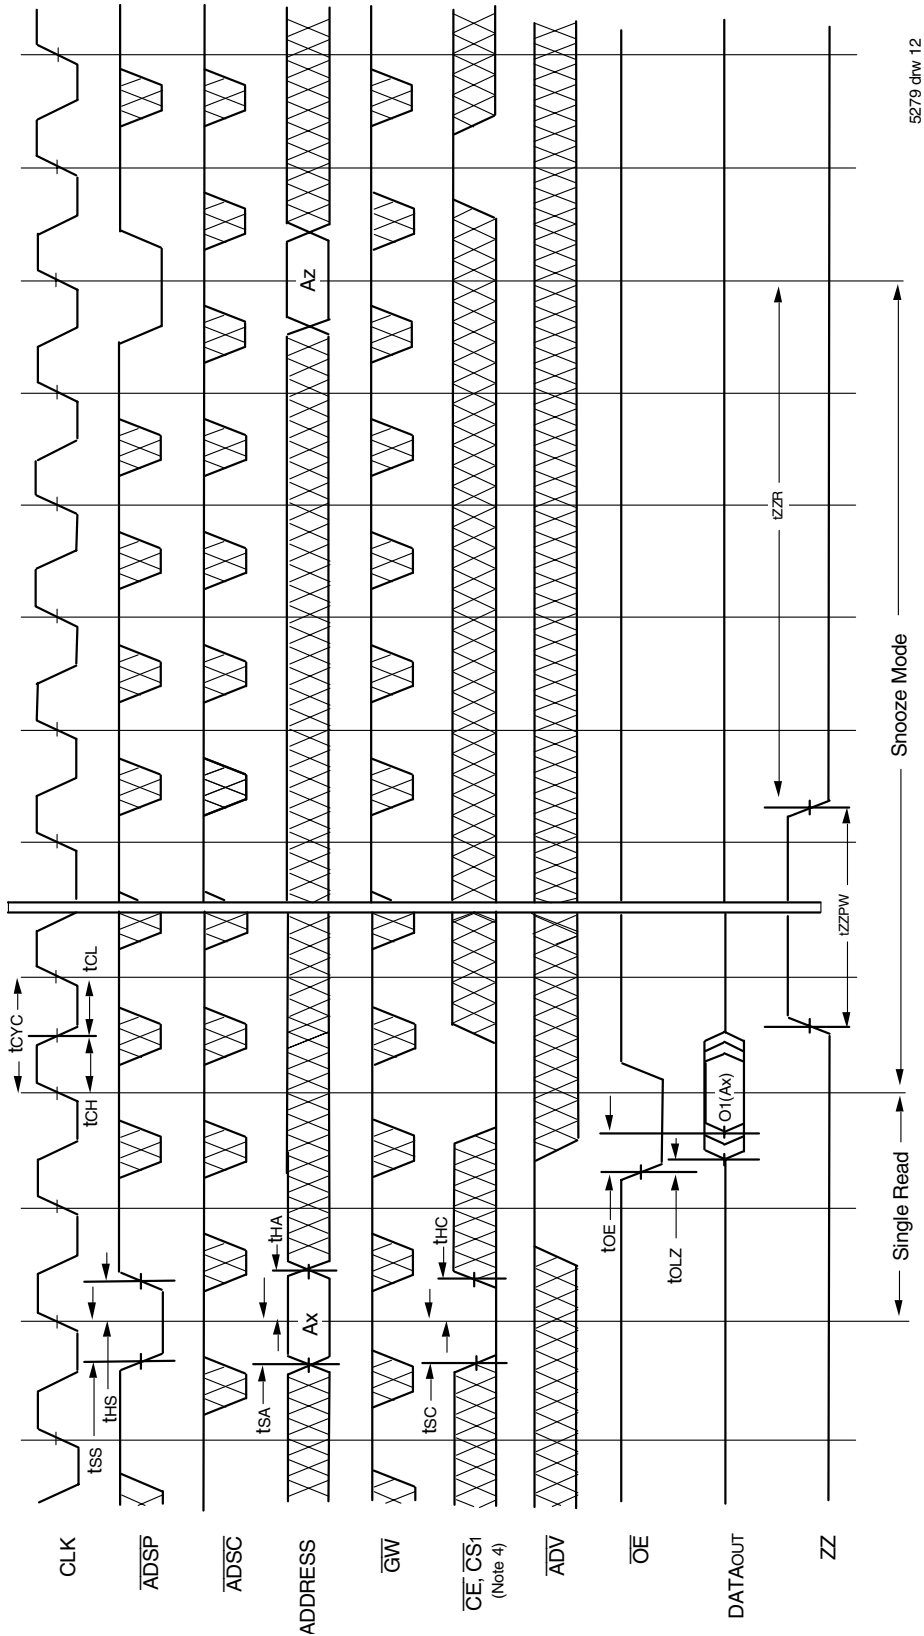 CLK
tCYC
tCH
tCL
tSS
tHS
ADSP
ADSC
ADDRESS
tSA
tHA
Ax
Az
GW
CE, CS1
(Note 4)
tSC
tHC
ADV
OE
tOE
tOLZ
DATAOUT
O1(Ax)
ZZ
tZZPW
tZZR
Single Read
Snooze Mode
5279 drw 12